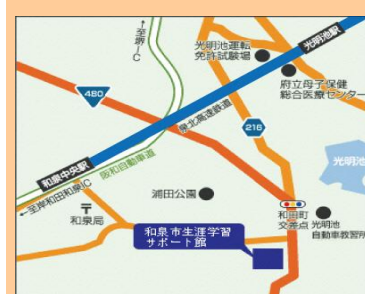 ←至堺IC
光明池運転
免許試験場
光明池駅
府立母子保健
総合医療センター
480
泉北高速鉄道
216
光明池
和泉中央駅
阪和自動車道
←至岸和田和泉IC
〒
和泉局
浦田公園
和田町
交差点
光明池
自動車教習所
和泉市生涯学習
サポート館